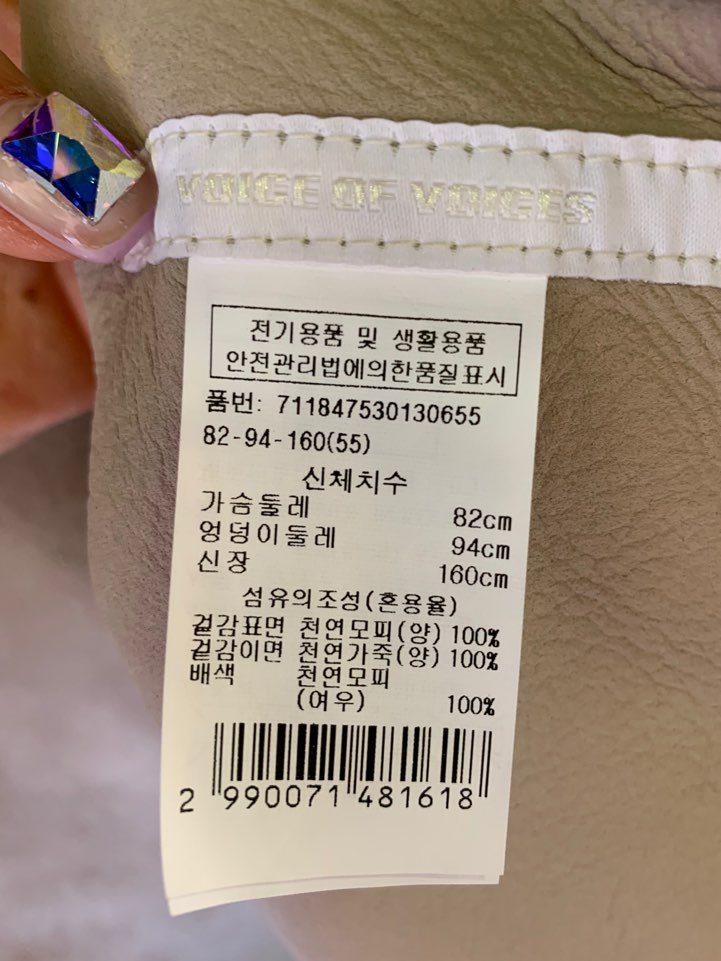 VOICE OF VOICES
전기용품 및 생활용품
안전관리법에의한품질표시
품번: 711847530130655
82-94-160(55)
신체치수
가슴둘레 82cm
엉덩이둘레 94cm
신장 160cm
섬유의조성(혼용율)
겉감표면 천연모피(양) 100%
겉감이면 천연가죽(양) 100%
배색 천연모피
(여우) 100%
2 990071 481618